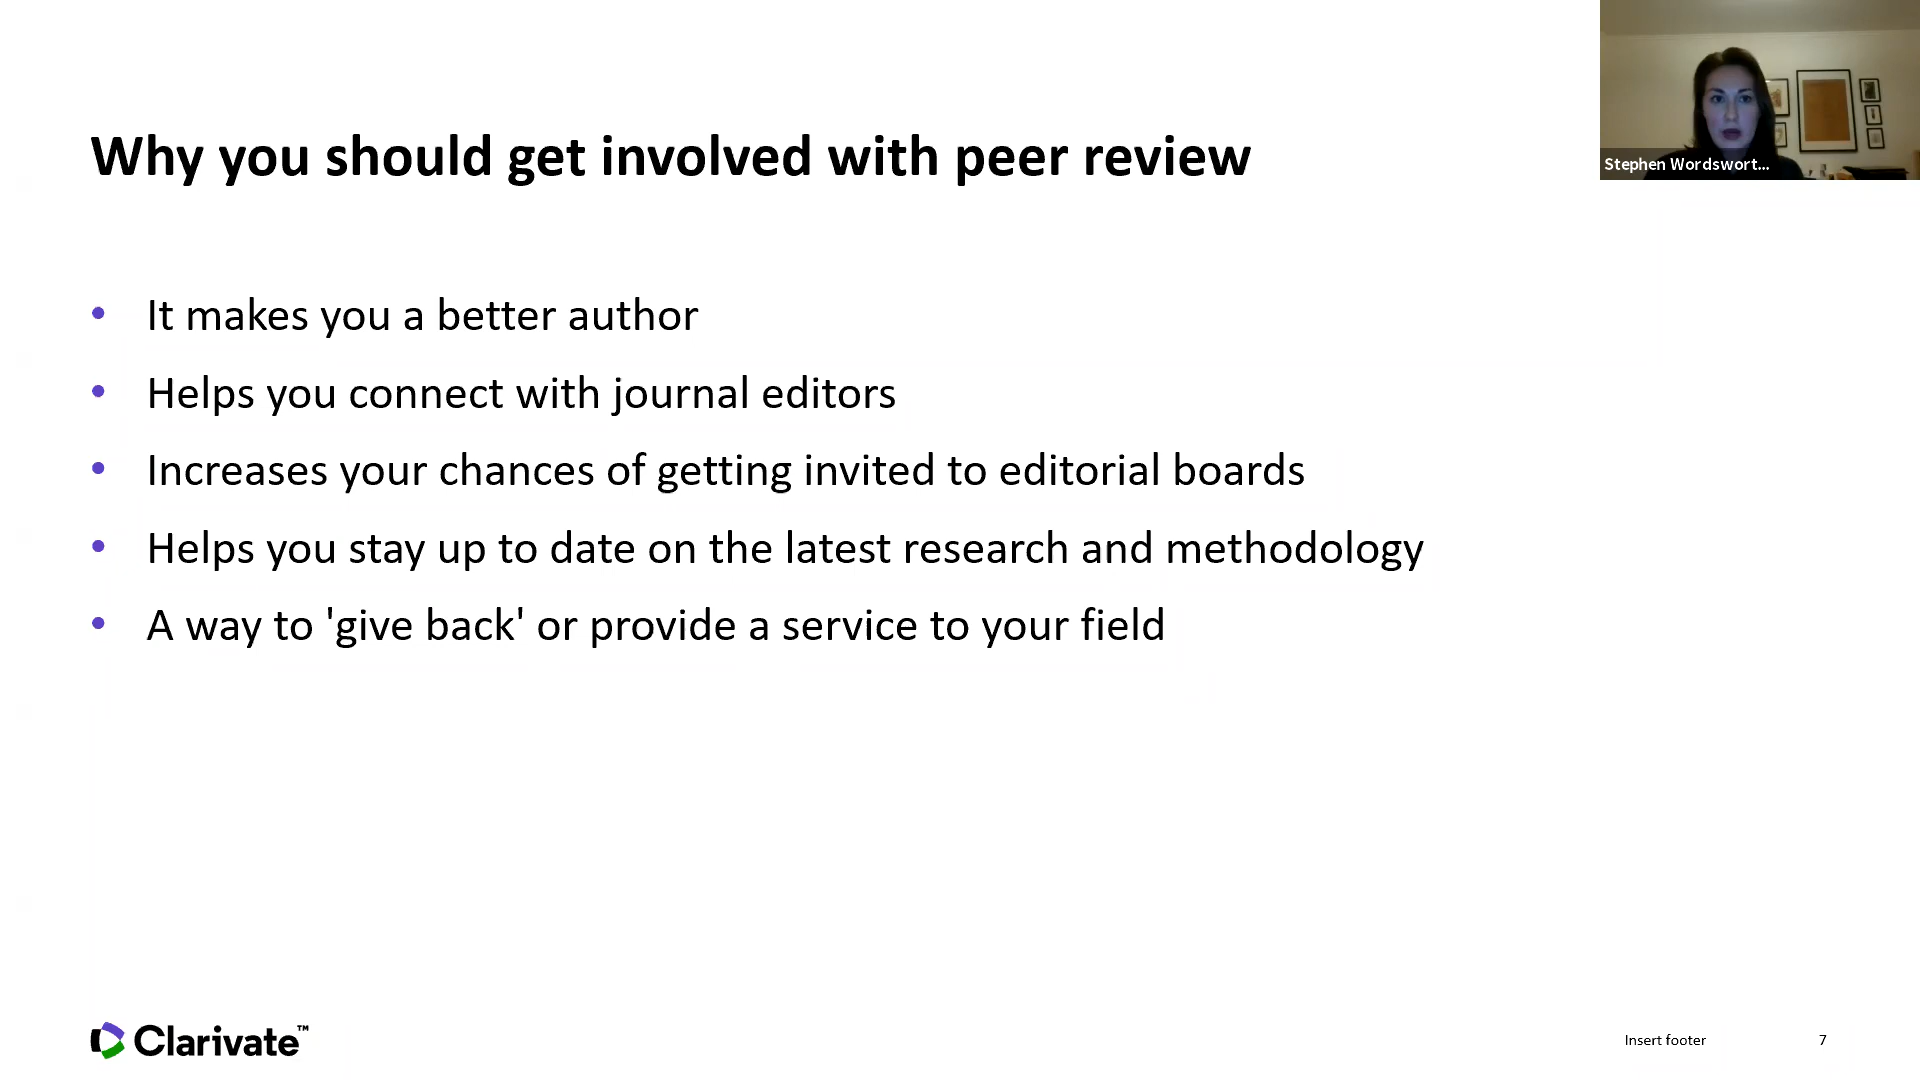 Why you should get involved with peer review
Stephen Wordswort...
• It makes you a better author
• Helps you connect with journal editors
• Increases your chances of getting invited to editorial boards
• Helps you stay up to date on the latest research and methodology
• A way to 'give back' or provide a service to your field
Clarivate™
Insert footer
7